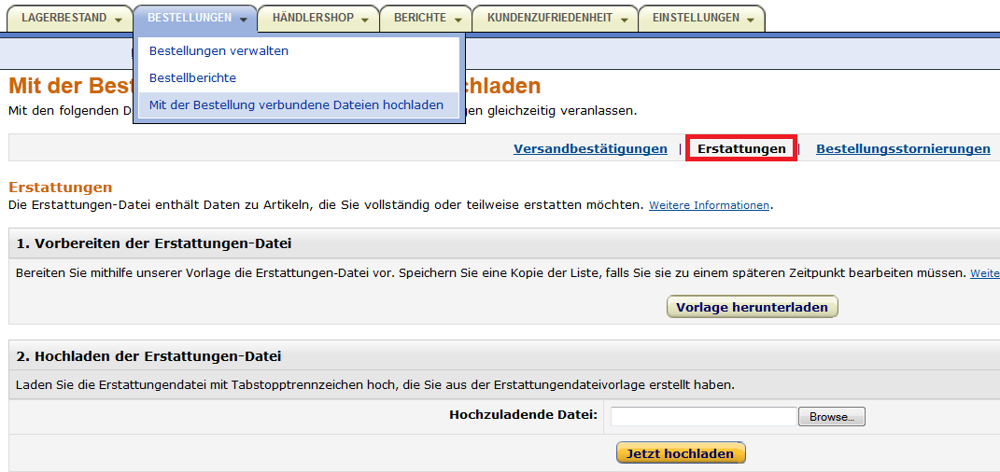 LAGERBESTAND BESTELLUNGEN HÄNDLERSHOP BERICHTE KUNDENZUFRIEDENHEIT EINSTELLUNGEN
Bestellungen verwalten
Bestellberichte
Mit der Bestellung verbundene Dateien hochladen
Mit der Best hladen
Mit den folgenden D en gleichzeitig veranlassen.
Versandbestätigungen | Erstattungen | Bestellungsstornierungen
Erstattungen
Die Erstattungen-Datei enthält Daten zu Artikeln, die Sie vollständig oder teilweise erstatten möchten. Weitere Informationen.
1. Vorbereiten der Erstattungen-Datei
Bereiten Sie mithilfe unserer Vorlage die Erstattungen-Datei vor. Speichern Sie eine Kopie der Liste, falls Sie sie zu einem späteren Zeitpunkt bearbeiten müssen. Weite
Vorlage herunterladen
2. Hochladen der Erstattungen-Datei
Laden Sie die Erstattungendatei mit Tabstopptrennzeichen hoch, die Sie aus der Erstattungendateivorlage erstellt haben.
Hochzuladende Datei: Browse...
Jetzt hochladen